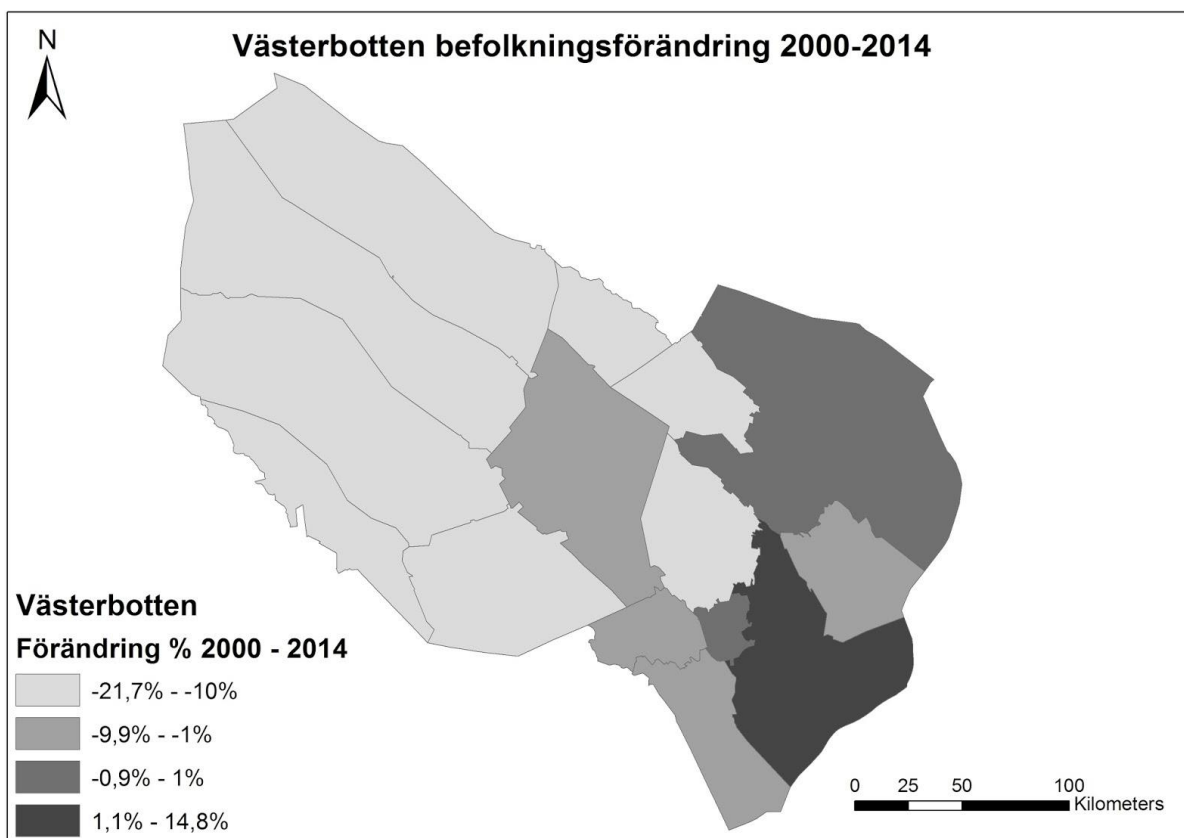 N
Västerbotten befolkningsförändring 2000-2014
Västerbotten
Förändring % 2000 - 2014
-21,7% - -10%
-9,9% - -1%
-0,9% - 1%
1,1% - 14,8%
0 25 50 100
Kilometers